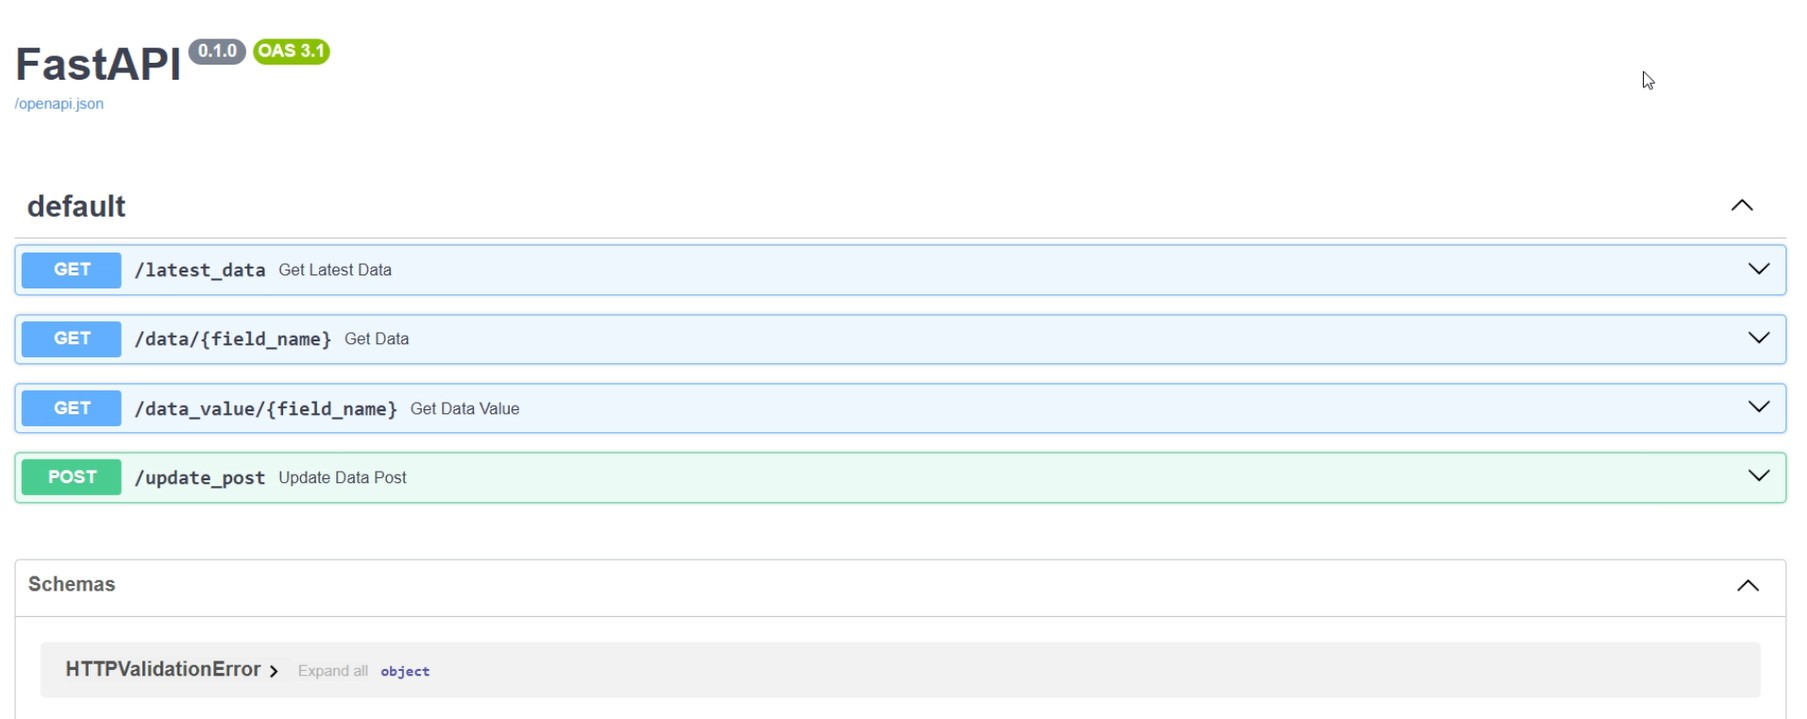 FastAPI 0.1.0 OAS 3.1
/openapi.json
default
GET /latest_data Get Latest Data
GET /data/{field_name} Get Data
GET /data_value/{field_name} Get Data Value
POST /update_post Update Data Post
Schemas
HTTPValidationError Expand all object